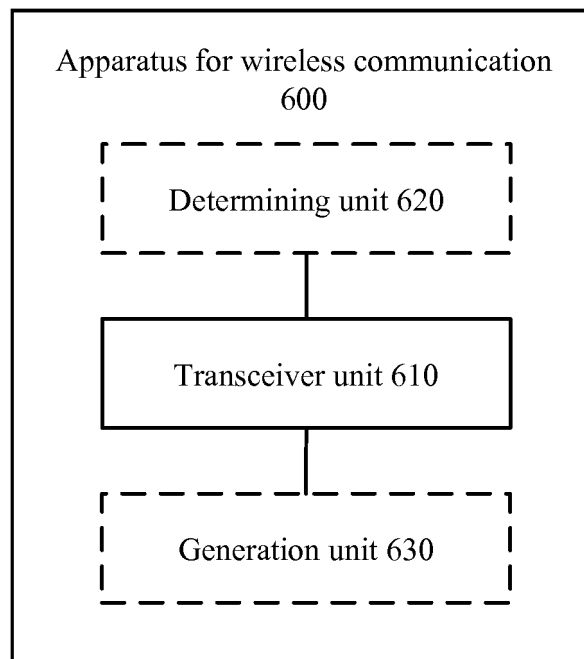 Apparatus for wireless communication
600
Determining unit 620
Transceiver unit 610
Generation unit 630